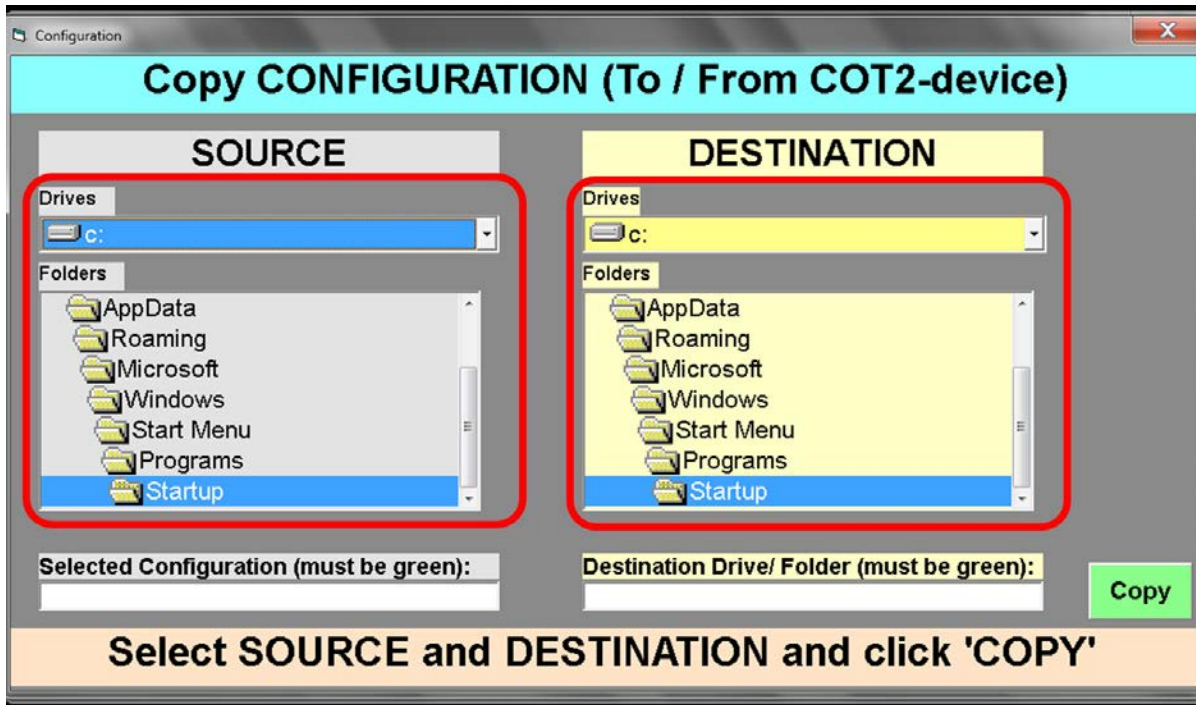 Configuration
X
Copy CONFIGURATION (To / From COT2-device)
SOURCE
Drives
c:
Folders
AppData
Roaming
Microsoft
Windows
Start Menu
Programs
Startup
Selected Configuration (must be green):
DESTINATION
Drives
c:
Folders
AppData
Roaming
Microsoft
Windows
Start Menu
Programs
Startup
Destination Drive/ Folder (must be green):
Copy
Select SOURCE and DESTINATION and click 'COPY'